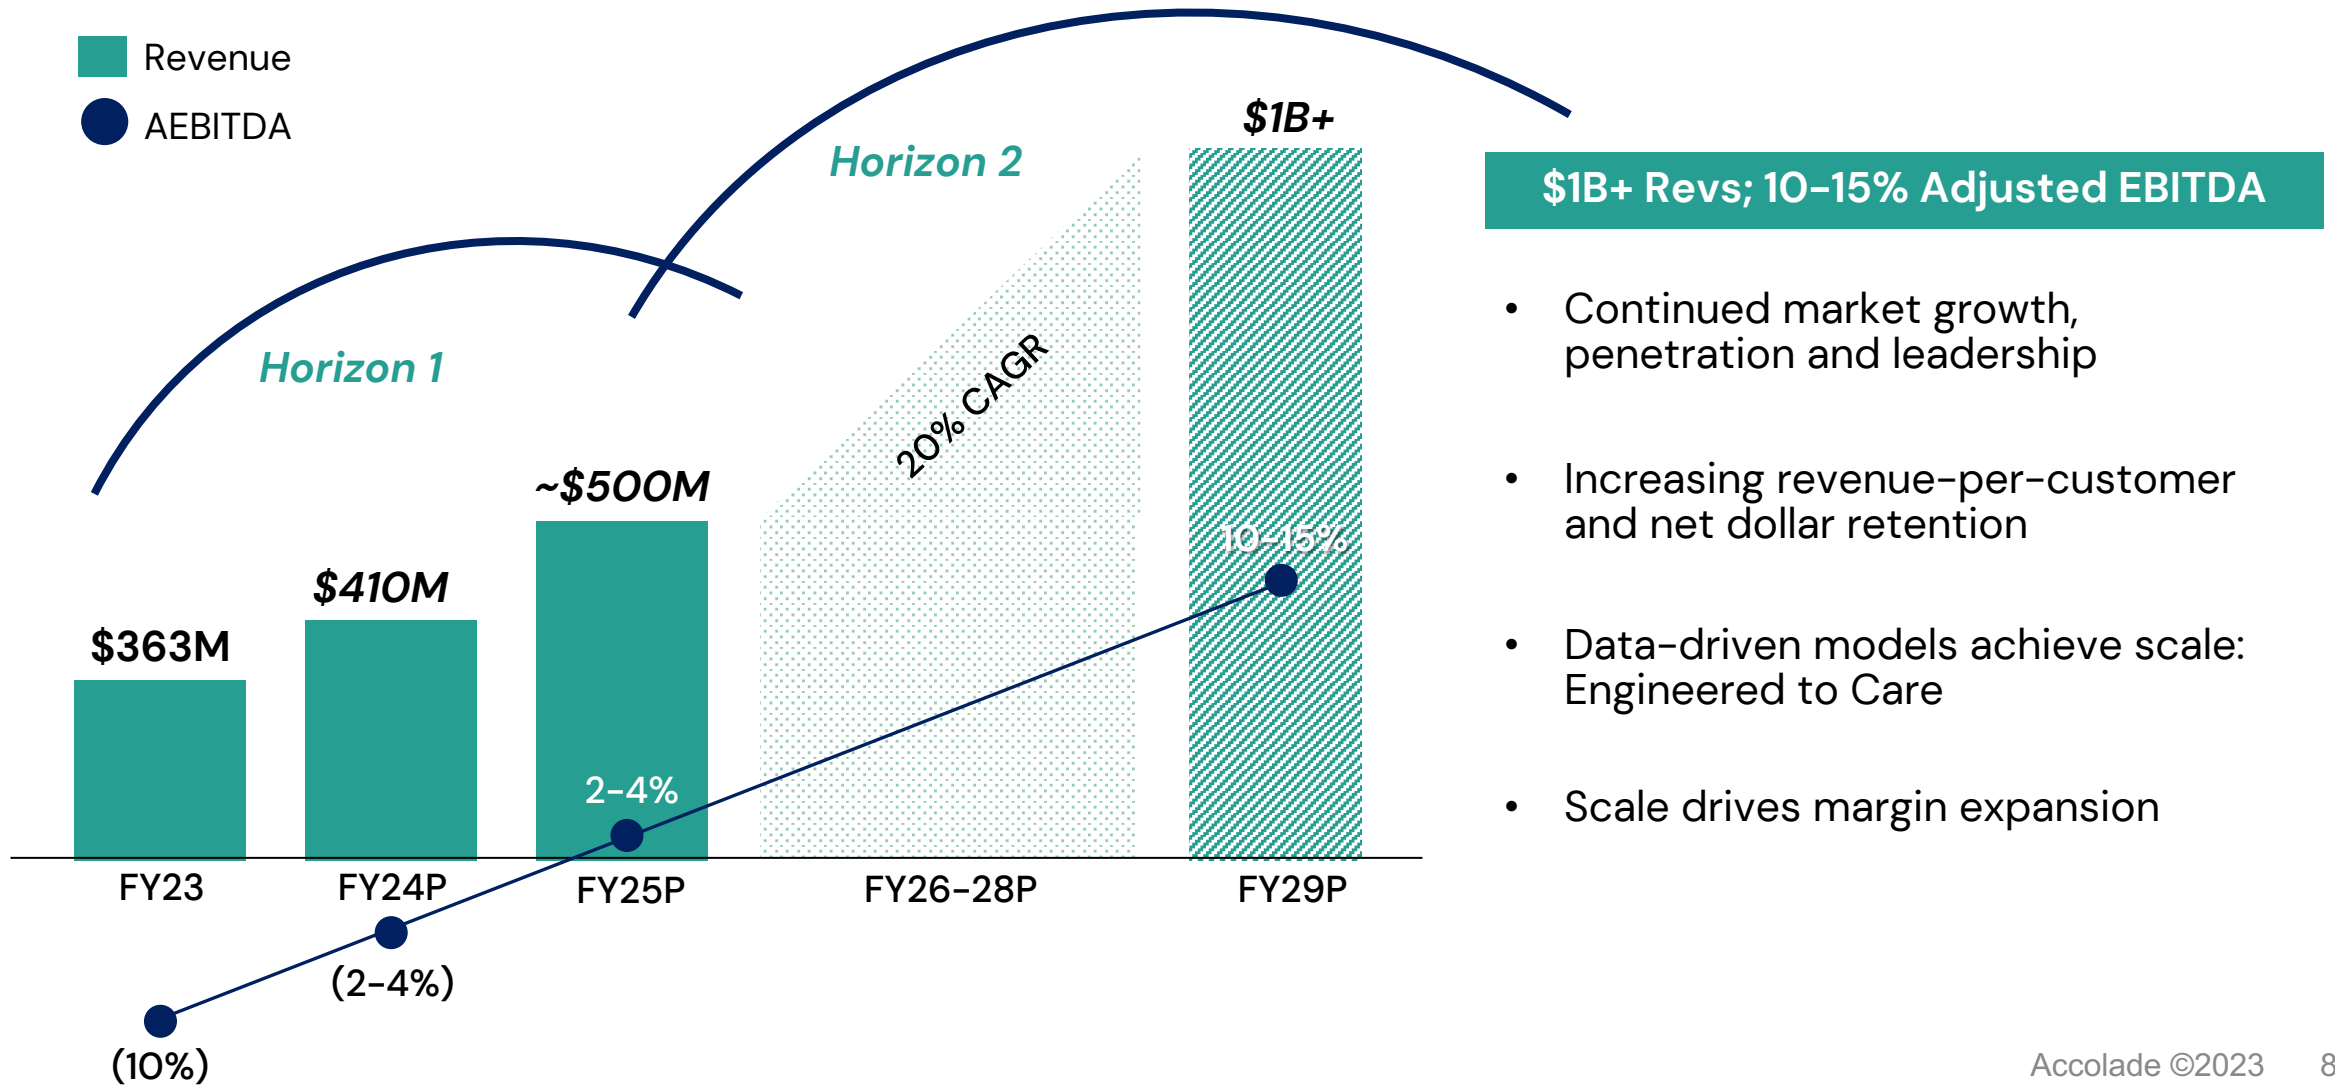 Revenue
AEBITDA
Horizon 1
Horizon 2
$363M
$410M
~$500M
20% CAGR
$1B+
2-4%
10-15%
FY23
FY24P
FY25P
FY26-28P
FY29P
(2-4%)
(10%)
$1B+ Revs; 10-15% Adjusted EBITDA
• Continued market growth,
penetration and leadership
• Increasing revenue-per-customer
and net dollar retention
• Data-driven models achieve scale:
Engineered to Care
• Scale drives margin expansion
Accolade ©2023 8